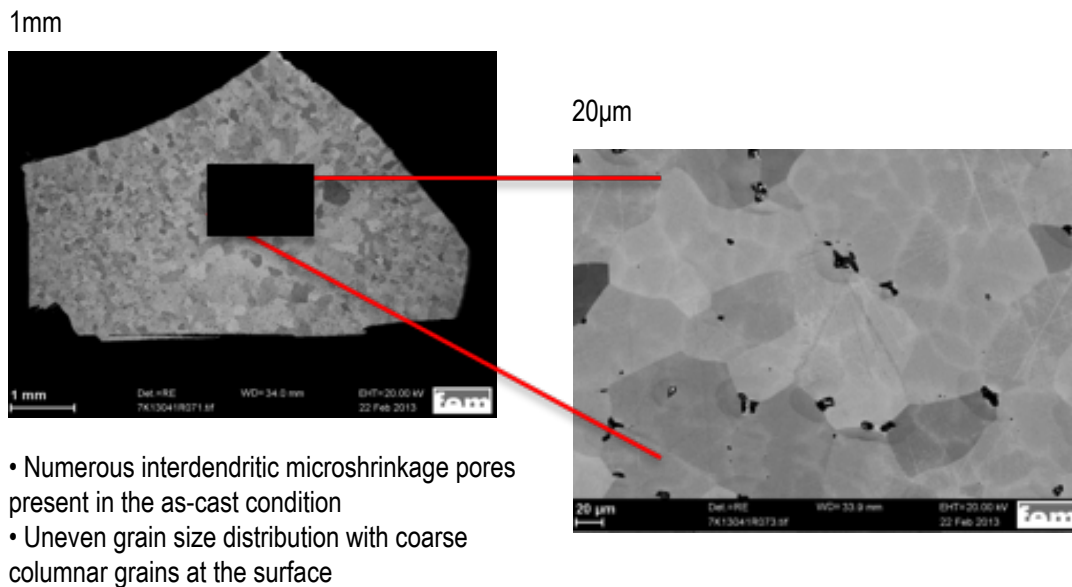 1mm
20µm
1 mm
Det.=RE WD=34.0 mm EHT=20.00 kV
7K13041R071.tif 22 Feb 2013
fem
20 µm
Det.=RE WD=33.9 mm EHT=20.00 kV
7K13041R073.tif 22 Feb 2013
fem
• Numerous interdendritic microshrinkage pores
present in the as-cast condition
• Uneven grain size distribution with coarse
columnar grains at the surface